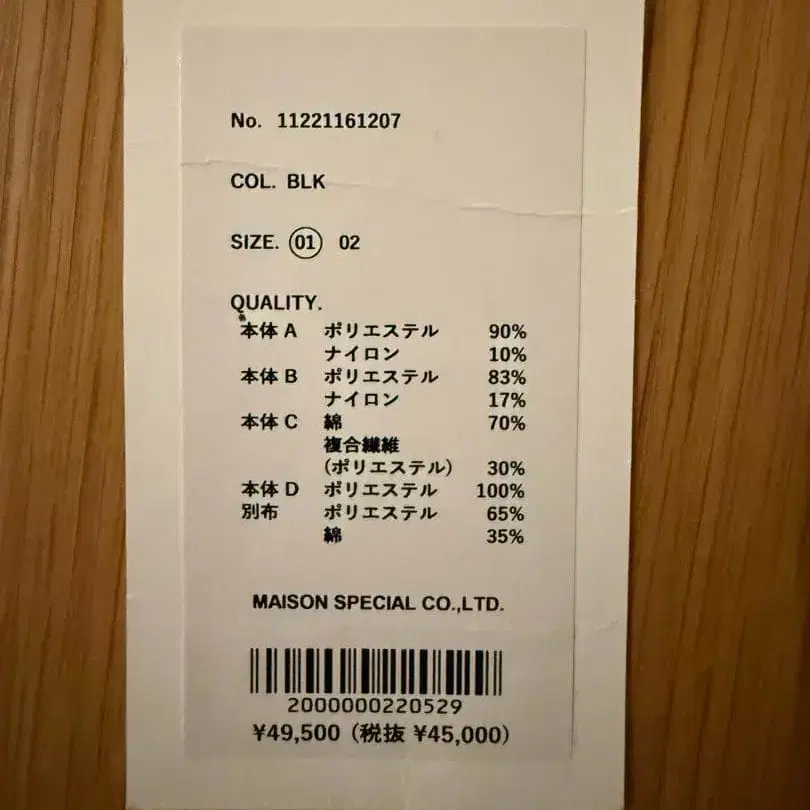 No. 11221161207
COL. BLK
SIZE. 01 02
QUALITY.
本体 A ポリエステル 90%
ナイロン 10%
本体 B ポリエステル 83%
ナイロン 17%
本体 C 綿 70%
複合繊維
(ポリエステル) 30%
本体 D ポリエステル 100%
別布 ポリエステル 65%
綿 35%
MAISON SPECIAL CO.,LTD.
2000000220529
¥49,500 (税抜 ¥45,000)